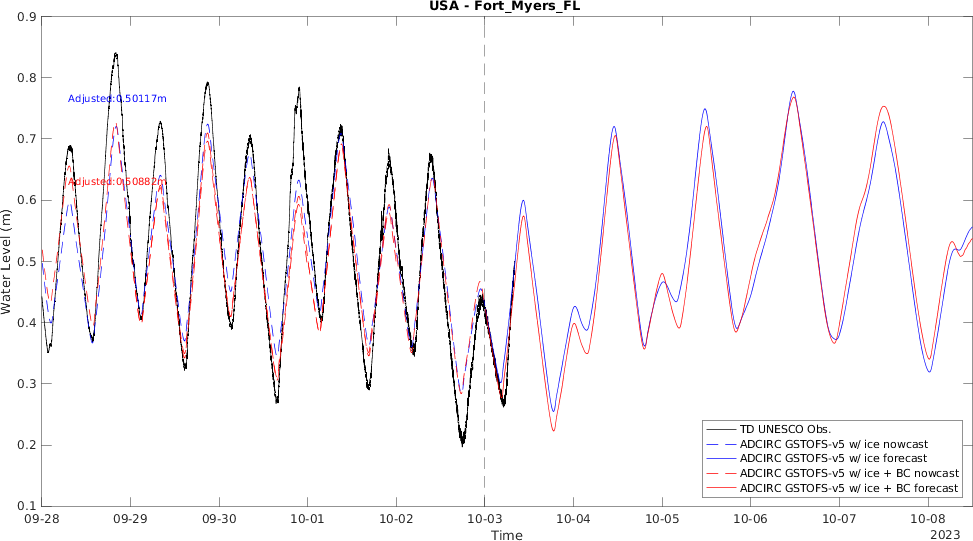 USA - Fort_Myers_FL
0.9
0.8
0.7
0.6
0.5
0.4
0.3
0.2
0.1
Water Level (m)
Adjusted:0.50117m
Adjusted:0.50882m
TD UNESCO Obs.
ADCIRC GSTOFS-v5 w/ ice nowcast
ADCIRC GSTOFS-v5 w/ ice forecast
ADCIRC GSTOFS-v5 w/ ice + BC nowcast
ADCIRC GSTOFS-v5 w/ ice + BC forecast
09-28 09-29 09-30 10-01 10-02 10-03 10-04 10-05 10-06 10-07 10-08
Time
2023